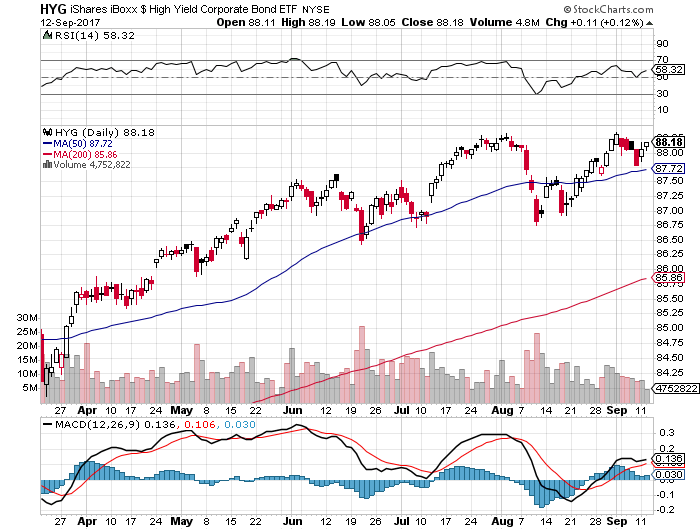 HYG iShares iBoxx $ High Yield Corporate Bond ETF NYSE © StockCharts.com
12-Sep-2017 Open 88.11 High 88.19 Low 88.05 Close 88.18 Volume 4.8M Chg +0.11 (+0.12%)
RSI(14) 58.32
90
70
58.32
50
30
10
HYG (Daily) 88.18
MA(50) 87.72
MA(200) 85.86
Volume 4,752,822
88.18
88.00
87.72
87.50
87.25
87.00
86.75
86.50
86.25
86.00
85.86
85.50
85.25
85.00
84.75
84.50
84.25
4752822
30M
25M
20M
15M
10M
5M
27 Apr 10 17 24 May 8 15 22 Jun 12 19 26 Jul 10 17 24 Aug 7 14 21 28 Sep 11
MACD(12,26,9) 0.136, 0.106, 0.030
0.3
0.2
0.136
0.030
0.0
-0.1
-0.2
27 Apr 10 17 24 May 8 15 22 Jun 12 19 26 Jul 10 17 24 Aug 7 14 21 28 Sep 11